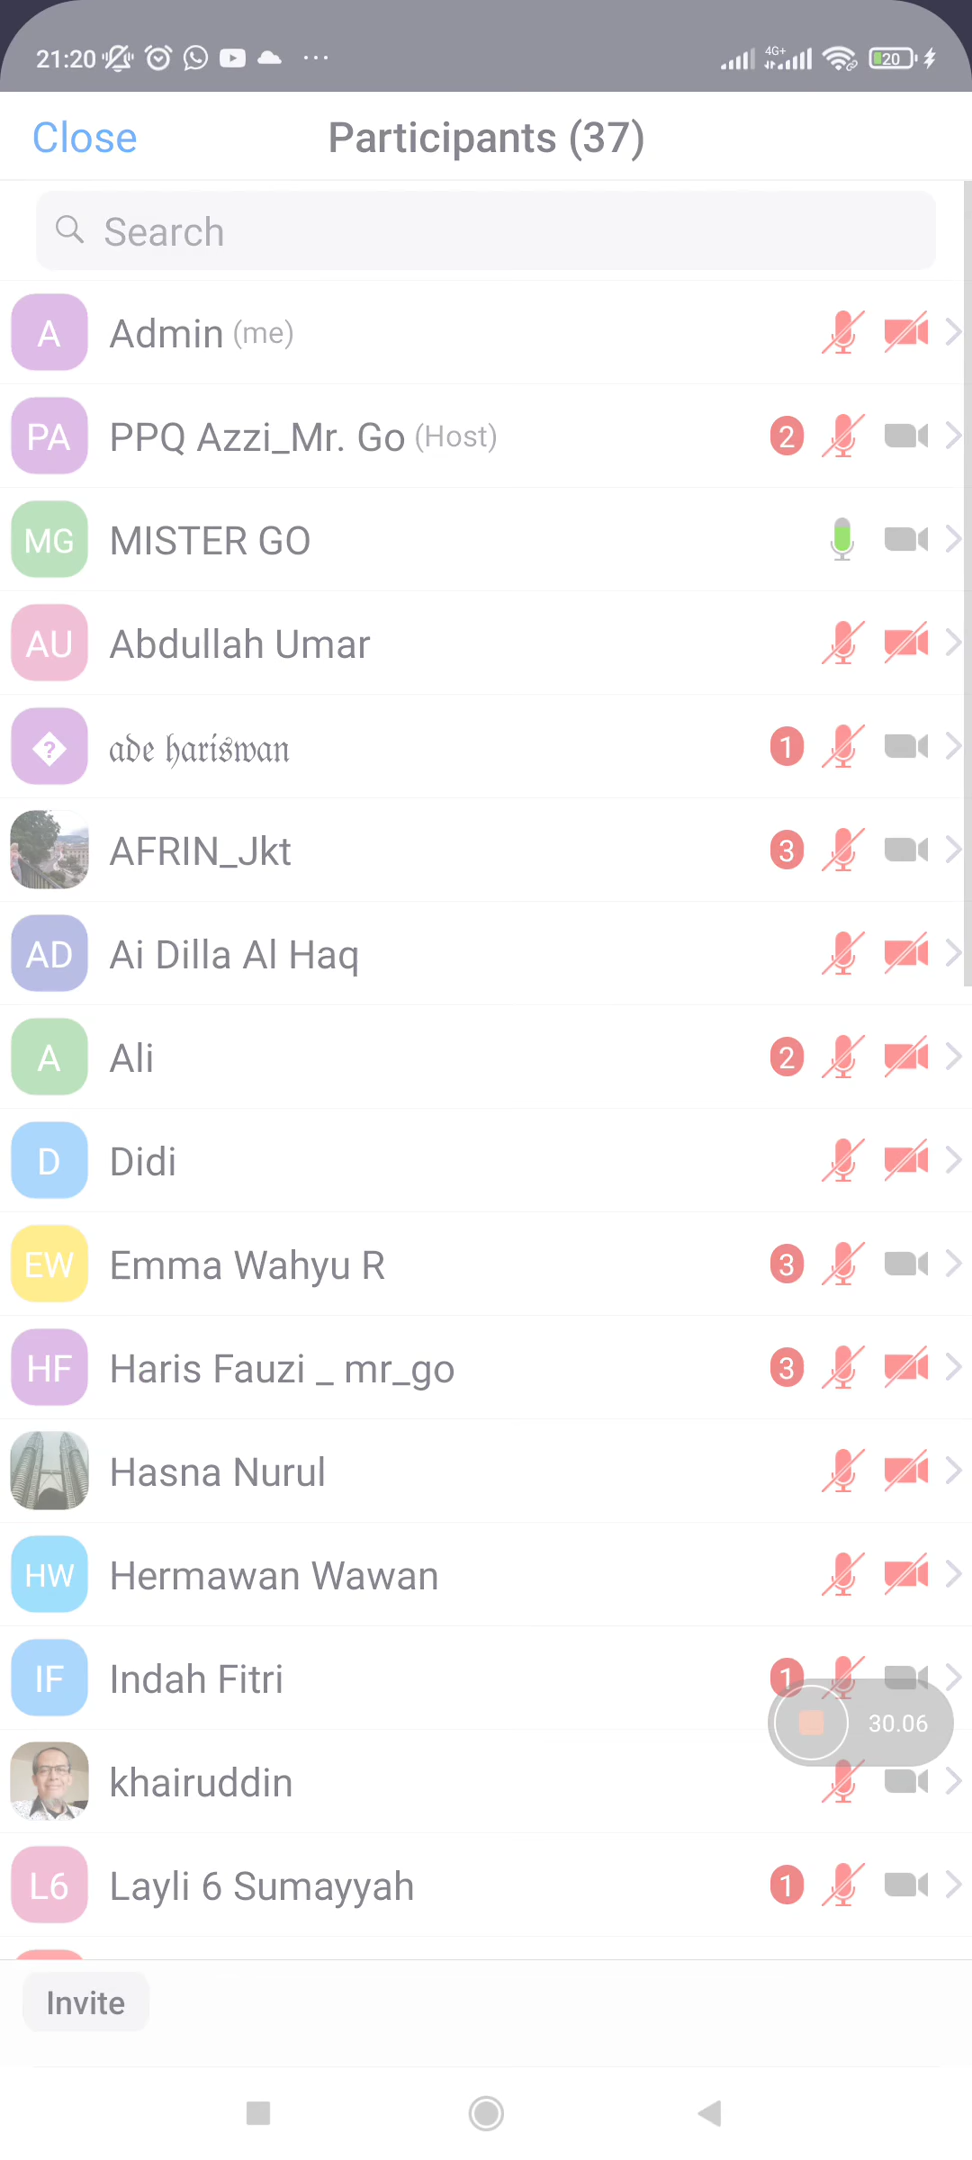 21:20 4G+ 20
Close Participants (37)
Search
A Admin (me)
PA PPQ Azzi_Mr. Go (Host) 2
MG MISTER GO
AU Abdullah Umar
? 𝔞𝔡𝔢 𝔥𝔞𝔯𝔦𝔰𝔴𝔞𝔫 1
AFRIN_Jkt 3
AD Ai Dilla Al Haq
A Ali 2
D Didi
EW Emma Wahyu R 3
HF Haris Fauzi _ mr_go 3
Hasna Nurul
HW Hermawan Wawan
IF Indah Fitri 1
30.06
khairuddin
L6 Layli 6 Sumayyah 1
Invite